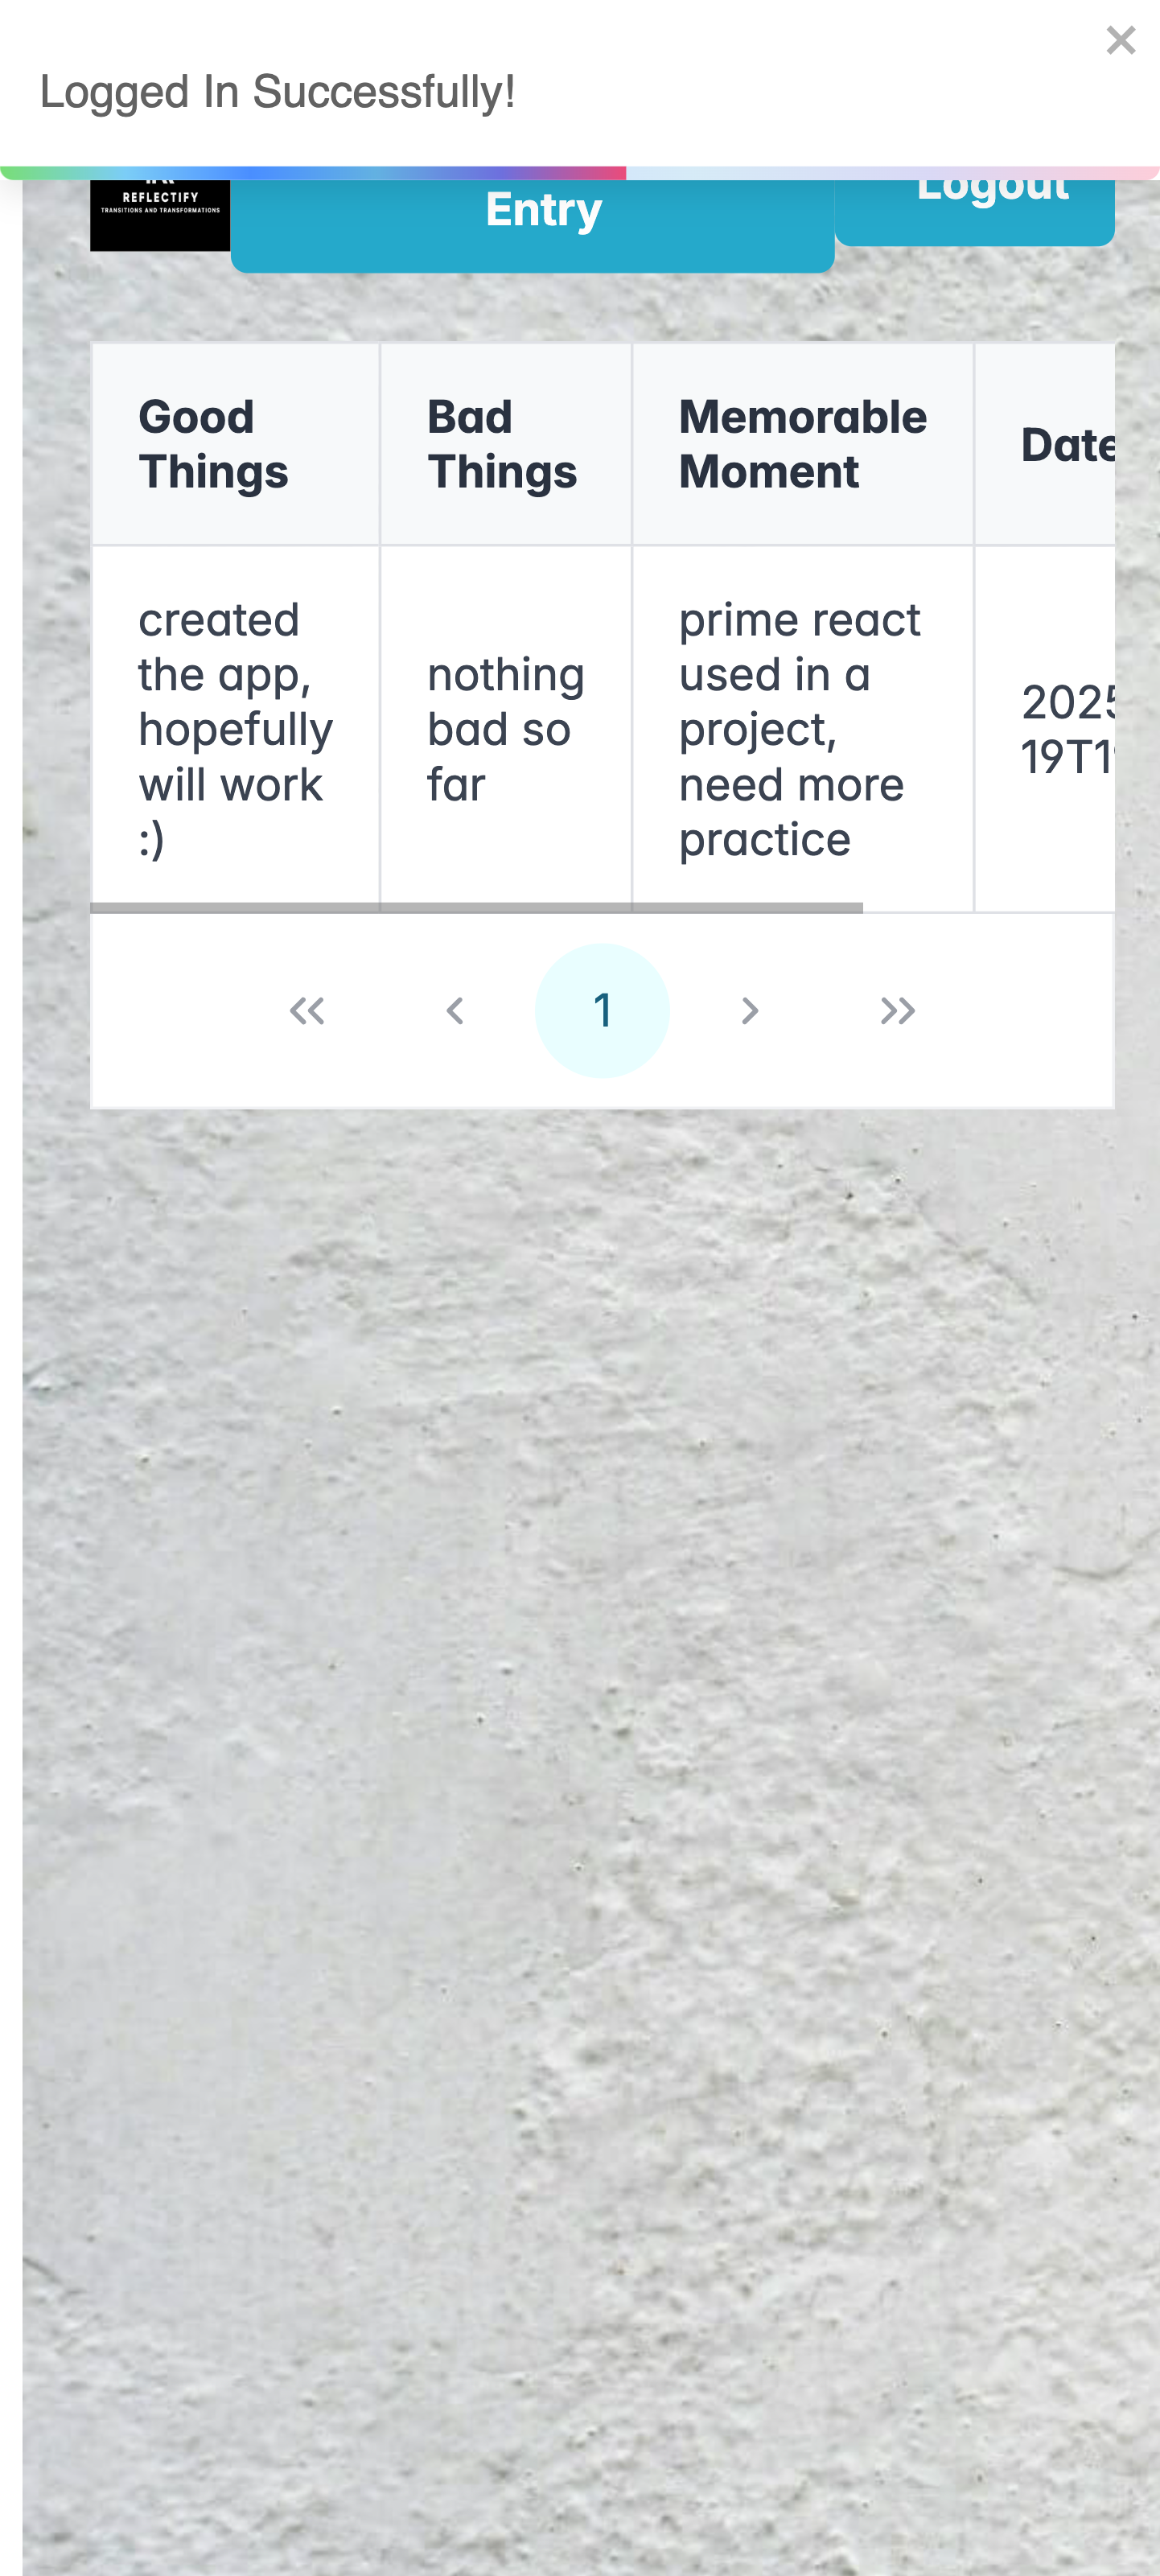 Logged In Successfully!
REFLECTIFY
TRANSITIONS AND TRANSFORMATIONS
Entry
Logout
Good
Things
Bad
Things
Memorable
Moment
Date
created
the app,
hopefully
will work
:)
nothing
bad so
far
prime react
used in a
project,
need more
practice
2025
19T1
1